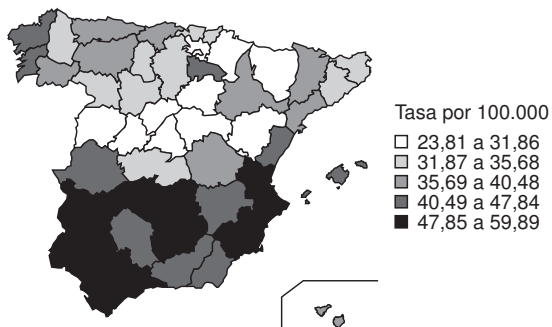 Tasa por 100.000
23,81 a 31,86
31,87 a 35,68
35,69 a 40,48
40,49 a 47,84
47,85 a 59,89